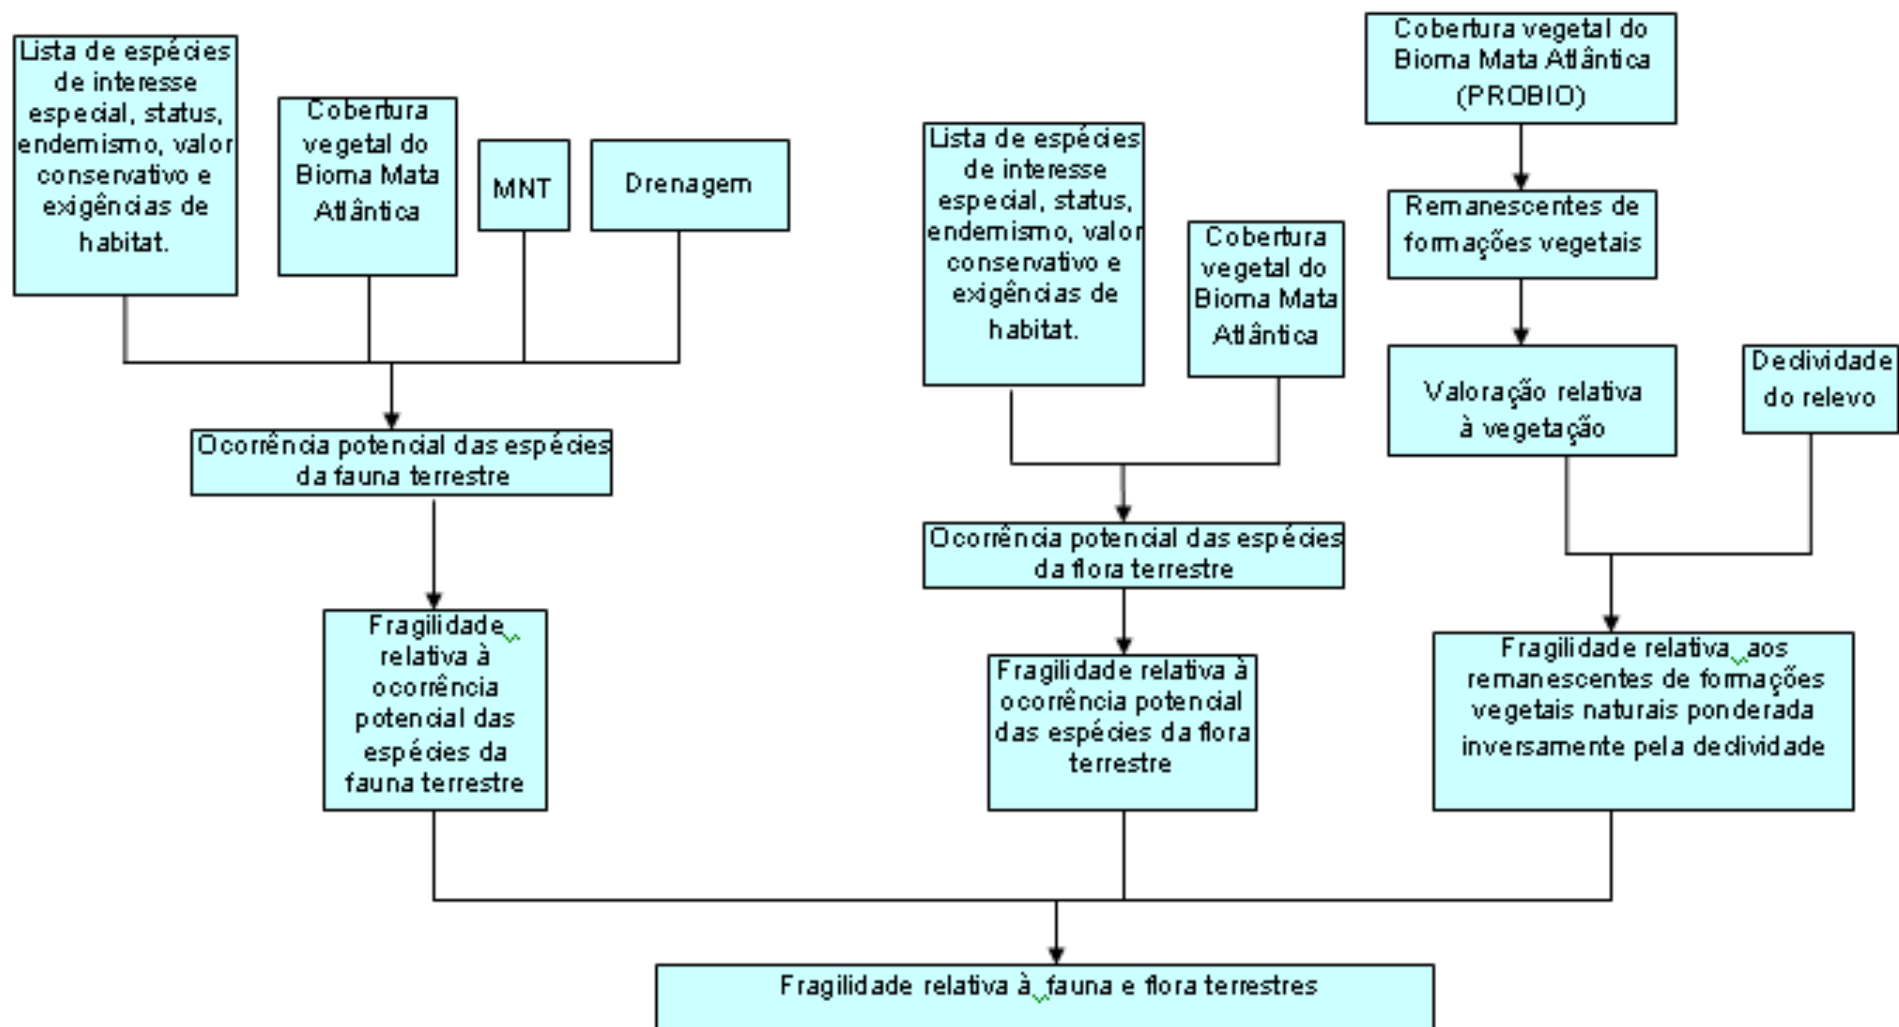 Lista de espécies
de interesse
especial, status,
endemismo, valor
conservativo e
exigências de
habitat.
Cobertura
vegetal do
Bioma Mata
Atlântica
MNT
Drenagem
Ocorrência potencial das espécies
da fauna terrestre
Fragilidade
relativa à
ocorrência
potencial das
espécies da
fauna terrestre
Lista de espécies
de interesse
especial, status,
endemismo, valor
conservativo e
exigências de
habitat.
Cobertura
vegetal do
Bioma Mata
Atlântica
Ocorrência potencial das espécies
da flora terrestre
Fragilidade relativa à
ocorrência potencial
das espécies da flora
terrestre
Cobertura vegetal do
Bioma Mata Atlântica
(PROBIO)
Remanescentes de
formações vegetais
Valoração relativa
à vegetação
Declividade
do relevo
Fragilidade relativa aos
remanescentes de formações
vegetais naturais ponderada
inversamente pela declividade
Fragilidade relativa à fauna e flora terrestres